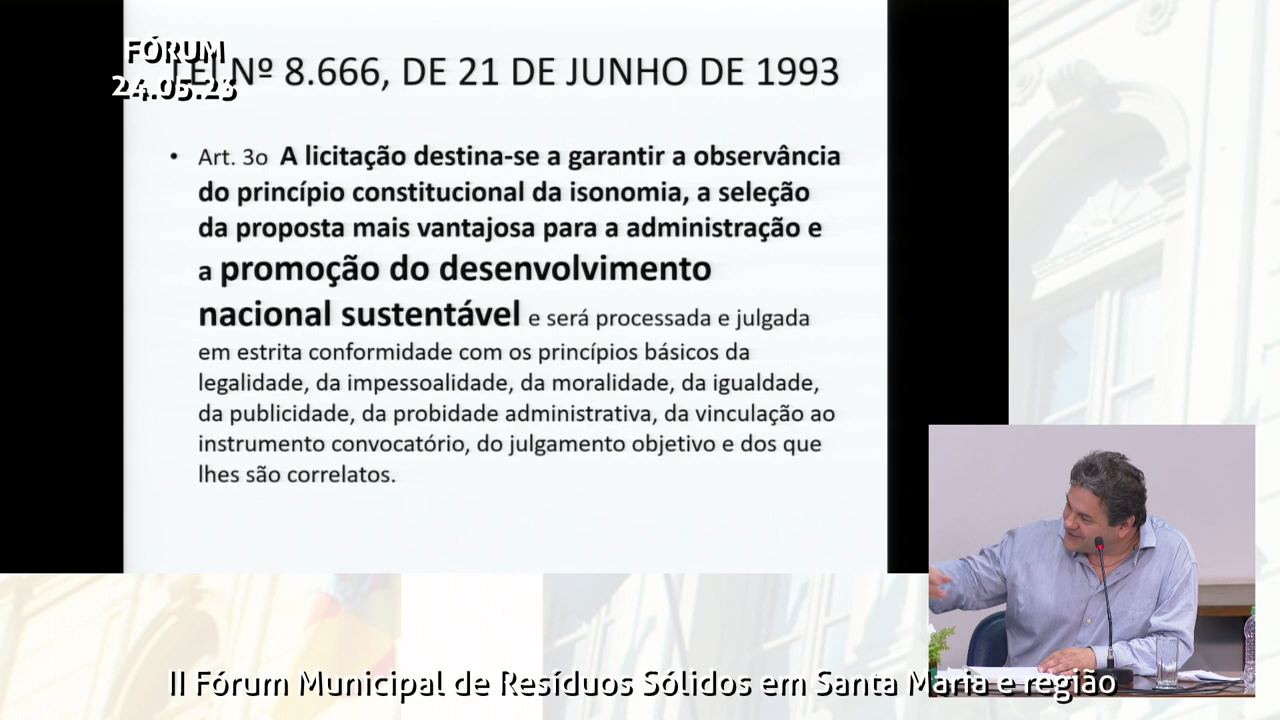 FÓRUM
24.05.23
LEI Nº 8.666, DE 21 DE JUNHO DE 1993
• Art. 3o A licitação destina-se a garantir a observância
do princípio constitucional da isonomia, a seleção
da proposta mais vantajosa para a administração e
a promoção do desenvolvimento
nacional sustentável e será processada e julgada
em estrita conformidade com os princípios básicos da
legalidade, da impessoalidade, da moralidade, da igualdade,
da publicidade, da probidade administrativa, da vinculação ao
instrumento convocatório, do julgamento objetivo e dos que
lhes são correlatos.
II Fórum Municipal de Resíduos Sólidos em Santa Maria e região